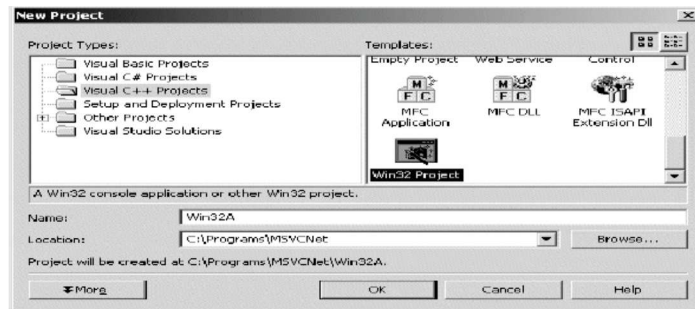 New Project
Project Types:
Visual Basic Projects
Visual C# Projects
Visual C++ Projects
Setup and Deployment Projects
Other Projects
Visual Studio Solutions
Templates:
Empty Project
Web Service
Control
MFC
MFC
MFC Application
MFC DLL
MFC ISAPI Extension Dll
Win32 Project
A Win32 console application or other Win32 project.
Name:
Win32A
Location:
C:\Programs\MSVCNet
Browse...
Project will be created at C:\Programs\MSVCNet\Win32A.
More
OK
Cancel
Help